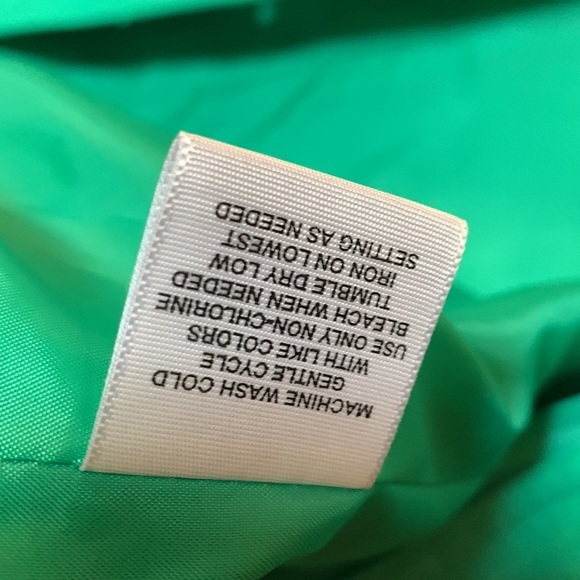 MACHINE WASH COLD
GENTLE CYCLE
WITH LIKE COLORS
USE ONLY NON-CHLORINE
BLEACH WHEN NEEDED
TUMBLE DRY LOW
IRON ON LOWEST
SETTING AS NEEDED